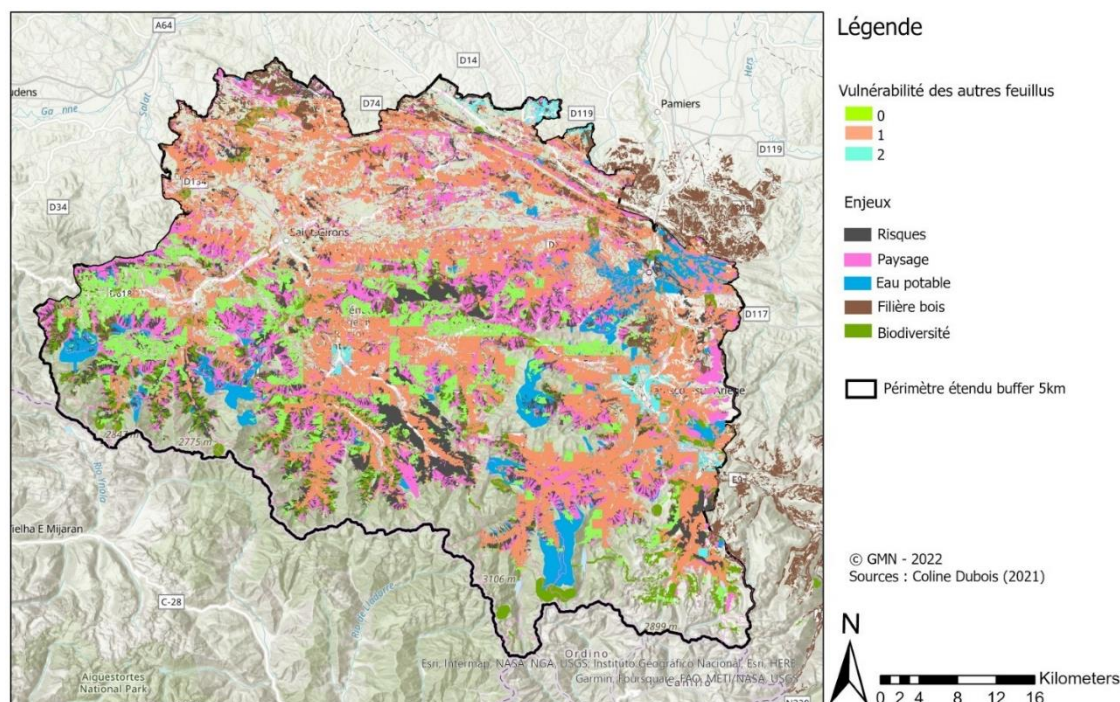 A64
D14
Hers
Salat
Pamiers
D74
D119
D119
D134
D34
D117
2775 m
C-28
Aigüestortes
National Park
3106 m
2899 m
Ordino
Esri, Intermap, NASA, NGA, USGS; Instituto Geográfico Nacional, Esri, HERE,
Garmin, Foursquare, FAO, METI/NASA, USGS
Légende
Vulnérabilité des autres feuillus
0
1
2
Enjeux
Risques
Paysage
Eau potable
Filière bois
Biodiversité
Périmètre étendu buffer 5km
© GMN - 2022
Sources : Coline Dubois (2021)
N
Kilometers
0 2 4 8 12 16